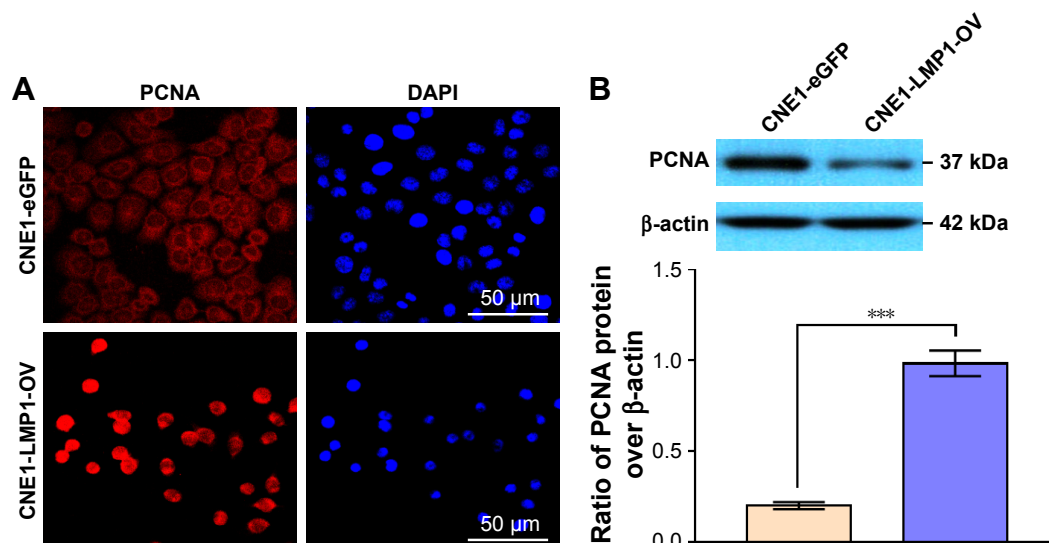 A
PCNA
DAPI
CNE1-eGFP
50 µm
CNE1-LMP1-OV
50 µm
B
CNE1-eGFP
CNE1-LMP1-OV
PCNA
37 kDa
β-actin
42 kDa
Ratio of PCNA protein
over β-actin
1.5
1.0
0.5
0.0
***